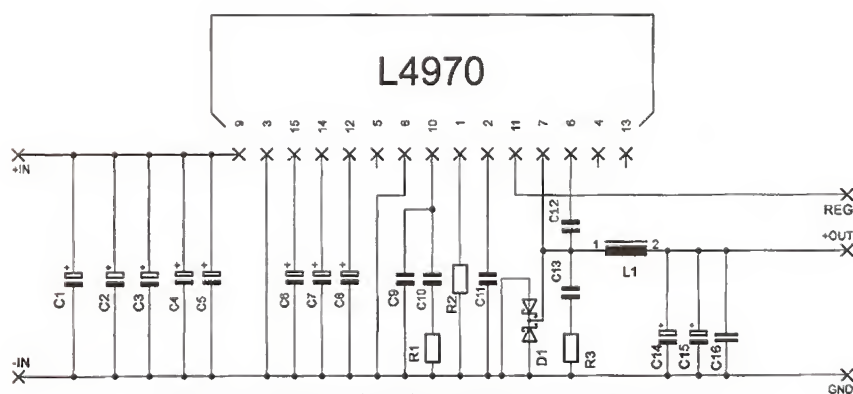 L4970
9 3 15 14 12 5 8 10 1 2 11 7 6 4 13
+IN
REG
+OUT
C12
1 2
L1
C13
C1 C2 C3 C4 C5 C6 C7 C8 C9 C10 R2 C11
D1
R1
R3
C14 C15 C16
-IN
GND